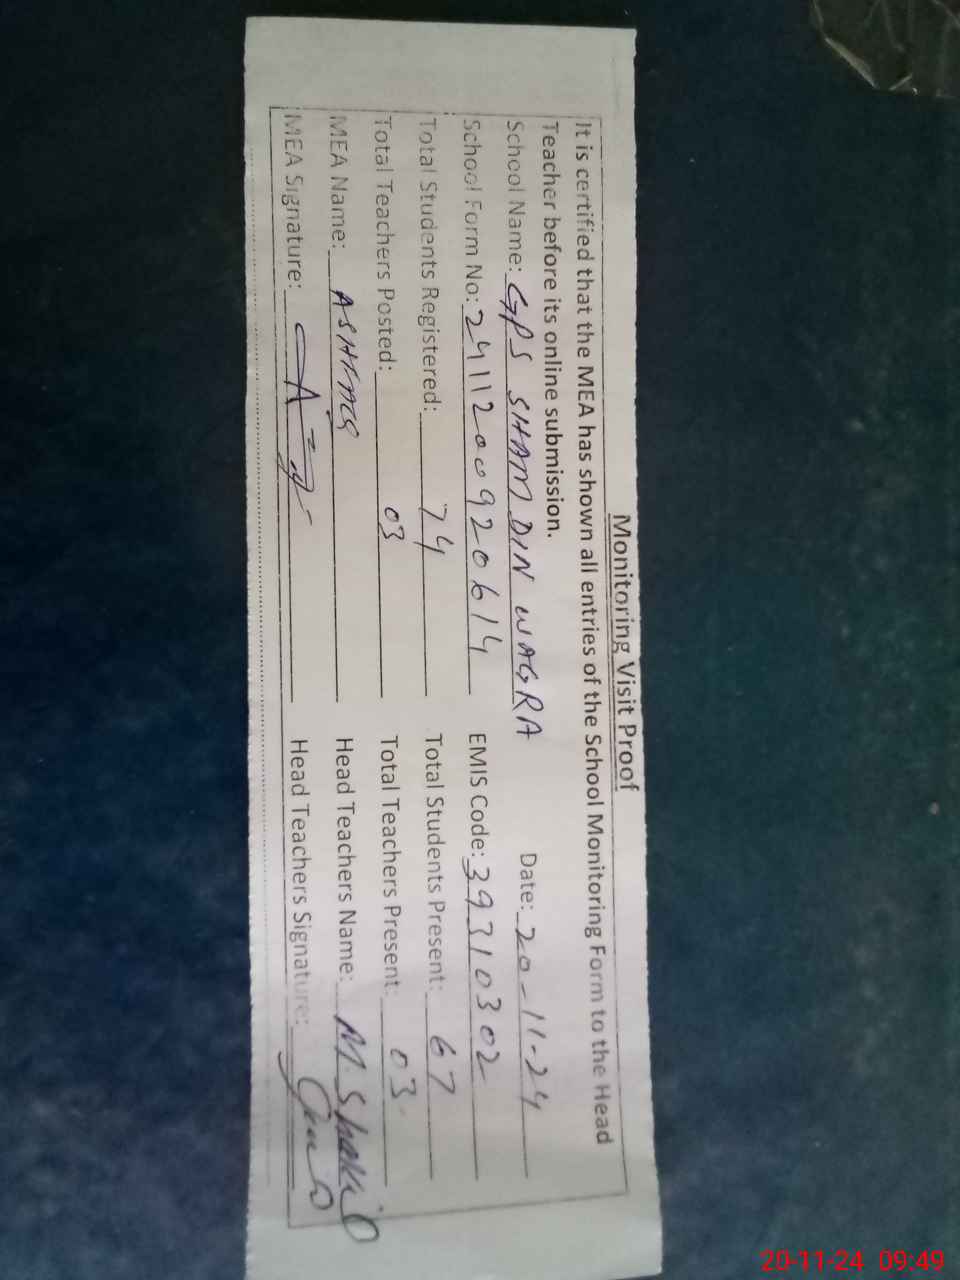 Monitoring Visit Proof
It is certified that the MEA has shown all entries of the School Monitoring Form to the Head
Teacher before its online submission.
School Name: GPS SHAM DIN WAGRA Date: 20-11-24
School Form No: 2411200920614 EMIS Code: 39310302
Total Students Registered: 74 Total Students Present: 67
Total Teachers Posted: 03 Total Teachers Present: 03
MEA Name: Head Teachers Name: M. Shakil
MEA Signature: Head Teachers Signature:
20-11-24 09:49